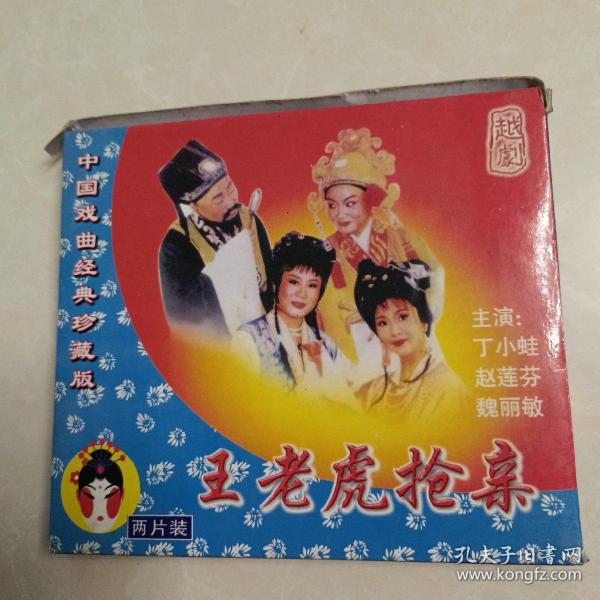 越劇
中国戏曲经典珍藏版
主演：
丁小蛙
赵莲芬
魏丽敏
王老虎抢亲
两片装
孔夫子旧书网
www.kongfz.com